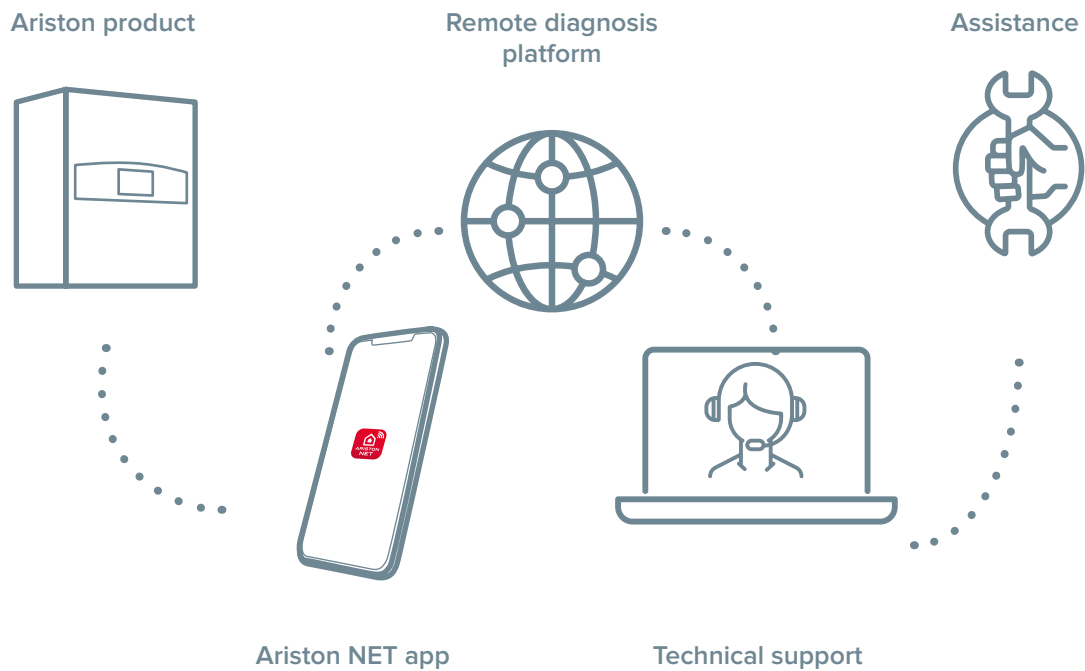 Ariston product
Remote diagnosis
platform
Assistance
ARISTON
NET
Ariston NET app
Technical support